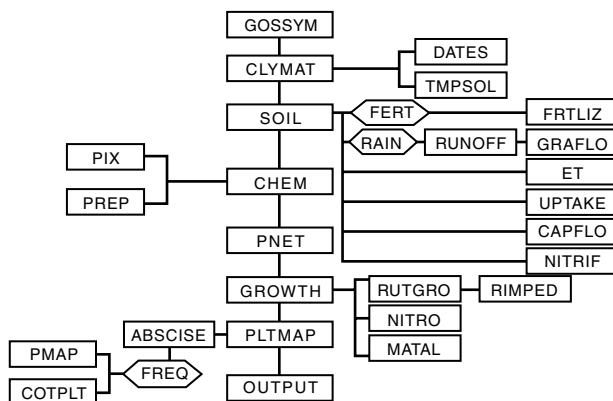 GOSSYM
DATES
CLYMAT
TMPSOL
FERT
FRTLIZ
SOIL
RAIN
RUNOFF
GRAFLO
PIX
ET
CHEM
PREP
UPTAKE
CAPFLO
PNET
NITRIF
GROWTH
RUTGRO
RIMPED
NITRO
ABSCISE
PLTMAP
PMAP
MATAL
FREQ
COTPLT
OUTPUT